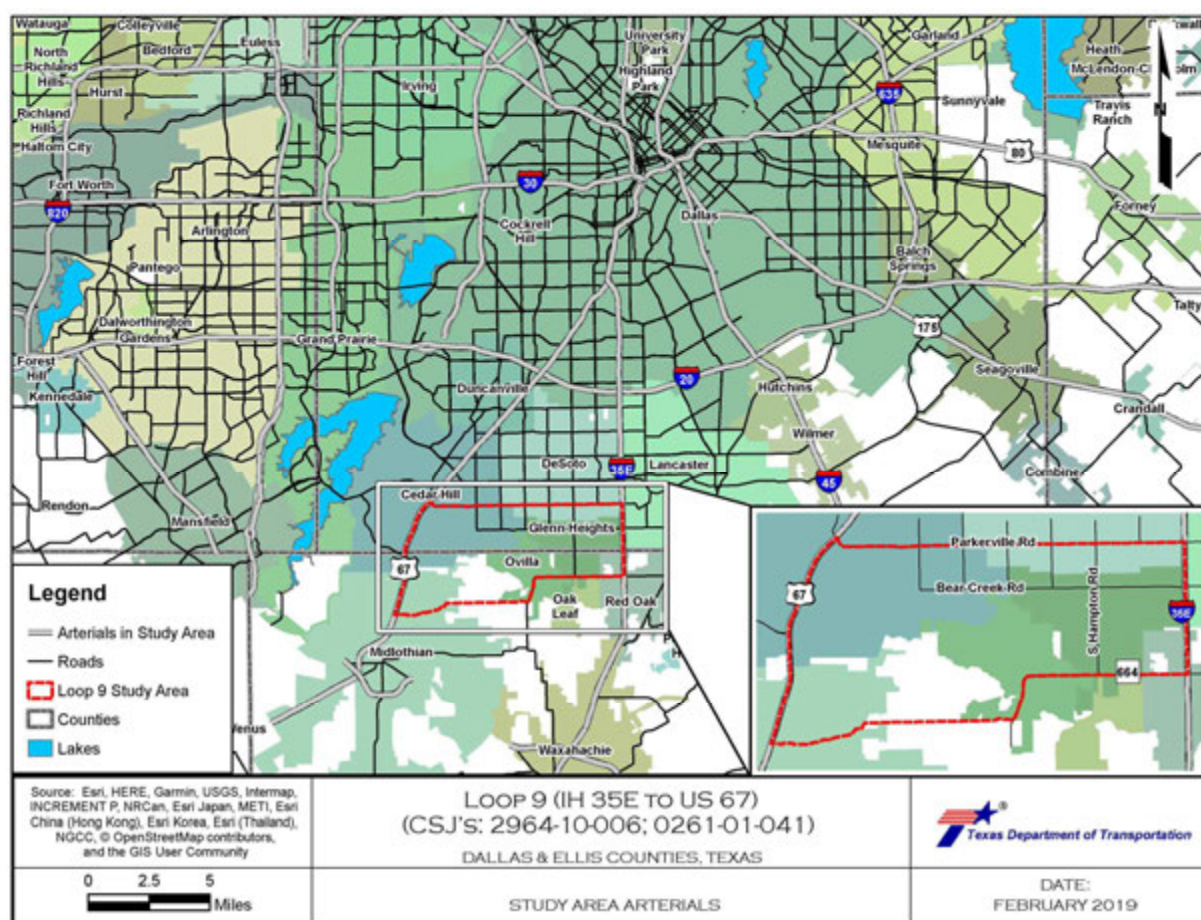 Watauga
Colleyville
Bedford
Euless
North
Richland
Hills
Hurst
Richland
Hills
Haltom City
Fort Worth
820
Irving
University
Park
Highland
Park
Garland
635
Sunnyvale
Heath
Travis
Ranch
N
Mesquite
80
Forney
30
Arlington
Cockrell
Hill
Dallas
Pantego
Balch
Springs
Dalworthington
Gardens
Grand Prairie
175
Talty
Forest
Hill
Kennedale
Duncanville
20
Hutchins
Seagoville
Crandall
Wilmer
45
Combine
DeSoto
35E
Lancaster
Rendon
Mansfield
Cedar Hill
Glenn Heights
67
Ovilla
Oak
Leaf
Red Oak
Midlothian
Waxahachie
Parkerville Rd
Bear Creek Rd
67
S Hampton Rd
35E
664
Legend
Arterials in Study Area
Roads
Loop 9 Study Area
Counties
Lakes
Source: Esri, HERE, Garmin, USGS, Intermap,
INCREMENT P, NRCan, Esri Japan, METI, Esri
China (Hong Kong), Esri Korea, Esri (Thailand),
NGCC, © OpenStreetMap contributors,
and the GIS User Community
0 2.5 5
Miles
LOOP 9 (IH 35E TO US 67)
(CSJ'S: 2964-10-006; 0261-01-041)
DALLAS & ELLIS COUNTIES, TEXAS
STUDY AREA ARTERIALS
®
Texas Department of Transportation
DATE:
FEBRUARY 2019